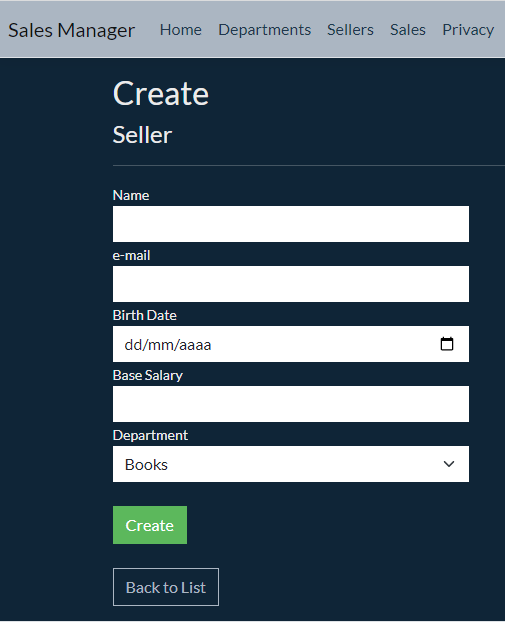 Sales Manager Home Departments Sellers Sales Privacy
Create
Seller
Name
e-mail
Birth Date
dd/mm/aaaa
Base Salary
Department
Books
Create
Back to List